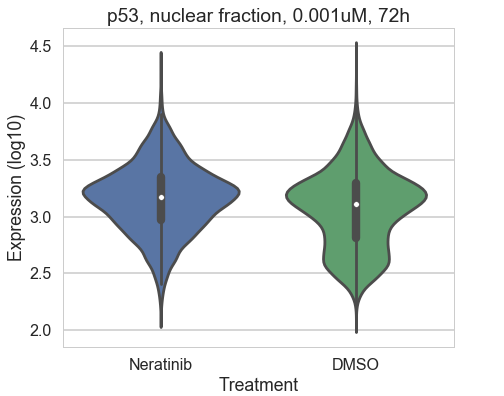 p53, nuclear fraction, 0.001uM, 72h
4.5
4.0
3.5
3.0
2.5
2.0
Expression (log10)
Neratinib DMSO
Treatment